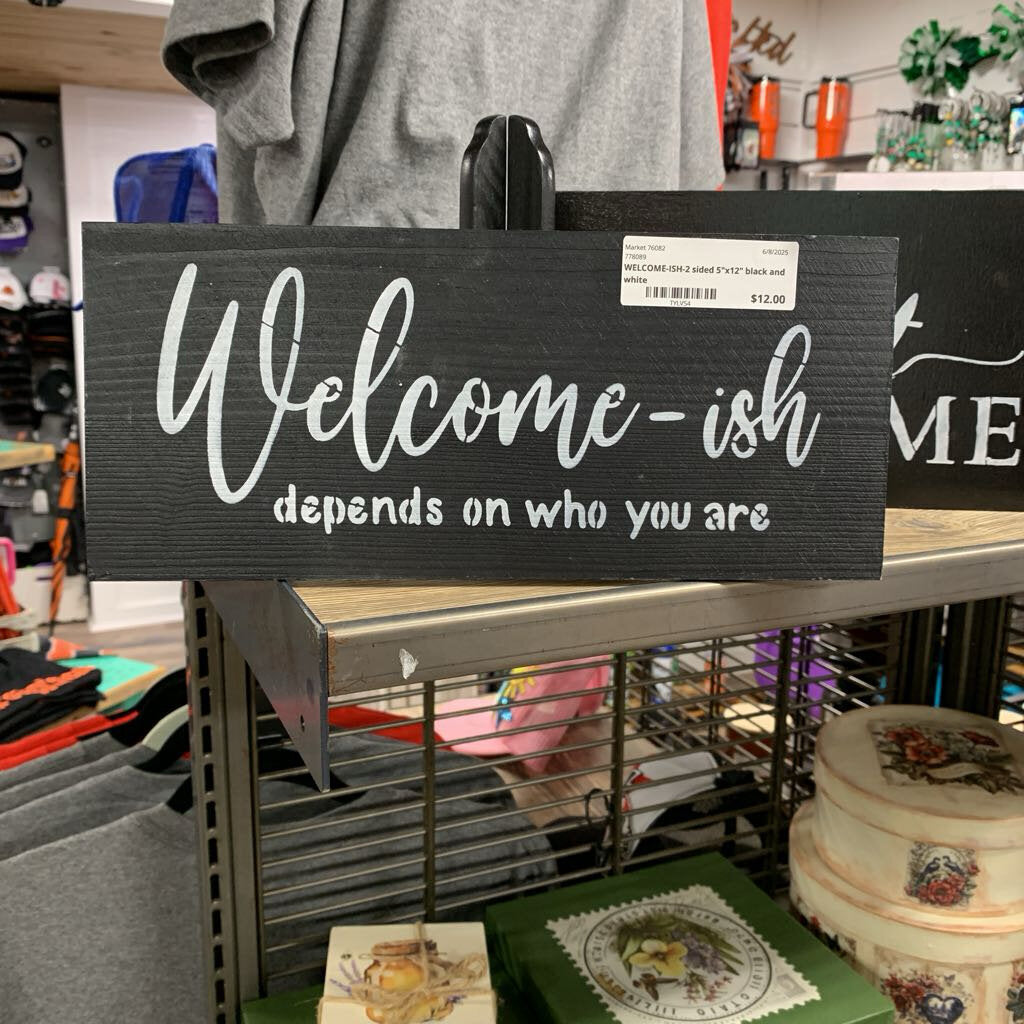 Market 76082 6/8/2025
778089
WELCOME-ISH-2 sided 5"x12" black and
white
TYLVS4
$12.00
Welcome-ish
depends on who you are
ME